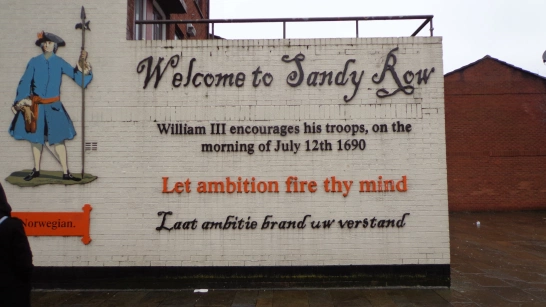 Welcome to Sandy Row
William III encourages his troops, on the
morning of July 12th 1690
Let ambition fire thy mind
Laat ambitie brand uw verstand
Norwegian.